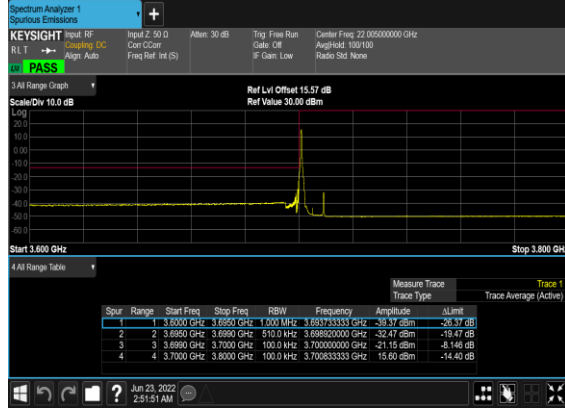 Spectrum Analyzer 1
Spurious Emissions
+
KEYSIGHT Input: RF Input Z: 50 Ω Atten: 30 dB Trig: Free Run Center Freq: 22.005000000 GHz
RLT Coupling: DC Corr CCorr Gate: Off Avg|Hold: 100/100
Align: Auto Freq Ref: Int (S) IF Gain: Low Radio Std: None
PASS
3 All Range Graph
Ref Lvl Offset 15.57 dB
Scale/Div 10.0 dB Ref Value 30.00 dBm
Log
20.0
10.0
0.00
-10.0
-20.0
-30.0
-40.0
-50.0
-60.0
Start 3.600 GHz Stop 3.800 GH
4 All Range Table
Measure Trace Trace 1
Trace Type Trace Average (Active)
Spur Range Start Freq Stop Freq RBW Frequency Amplitude ΔLimit
1 1 3.6000 GHz 3.6950 GHz 1.000 MHz 3.693733333 GHz -39.37 dBm -26.37 dB
2 2 3.6950 GHz 3.6990 GHz 510.0 kHz 3.698920000 GHz -32.47 dBm -19.47 dB
3 3 3.6990 GHz 3.7000 GHz 100.0 kHz 3.700000000 GHz -21.15 dBm -8.146 dB
4 4 3.7000 GHz 3.8000 GHz 100.0 kHz 3.700833333 GHz 15.60 dBm -14.40 dB
? Jun 23, 2022
2:51:51 AM